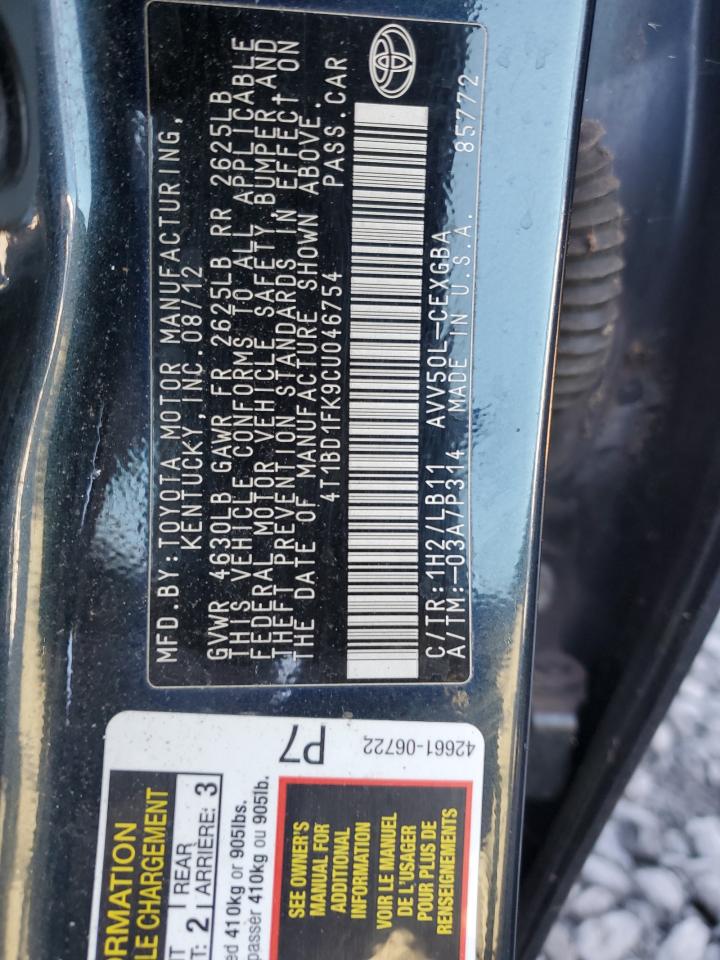 MFD.BY: TOYOTA MOTOR MANUFACTURING,
KENTUCKY, INC. 08/12
GVWR 4630LB GAWR FR 2625LB RR 2625LB
THIS VEHICLE CONFORMS TO ALL APPLICABLE
FEDERAL MOTOR VEHICLE SAFETY, BUMPER AND
THEFT PREVENTION STANDARDS IN EFFECT ON
THE DATE OF MANUFACTURE SHOWN ABOVE.
4T1BD1FK9CU046754 PASS.CAR
C/TR:1H2/LB11 AVV50L-CEXGBA
A/TM:-03A/P314 MADE IN U.S.A. 85772
P7
42661-06722
ORMATION
LE CHARGEMENT
2 REAR
ARRIÈRE: 3
410kg or 905lbs.
passer 410kg ou 905lb.
SEE OWNER'S
MANUAL FOR
ADDITIONAL
INFORMATION
VOIR LE MANUEL
DE L'USAGER
POUR PLUS DE
RENSEIGNEMENTS